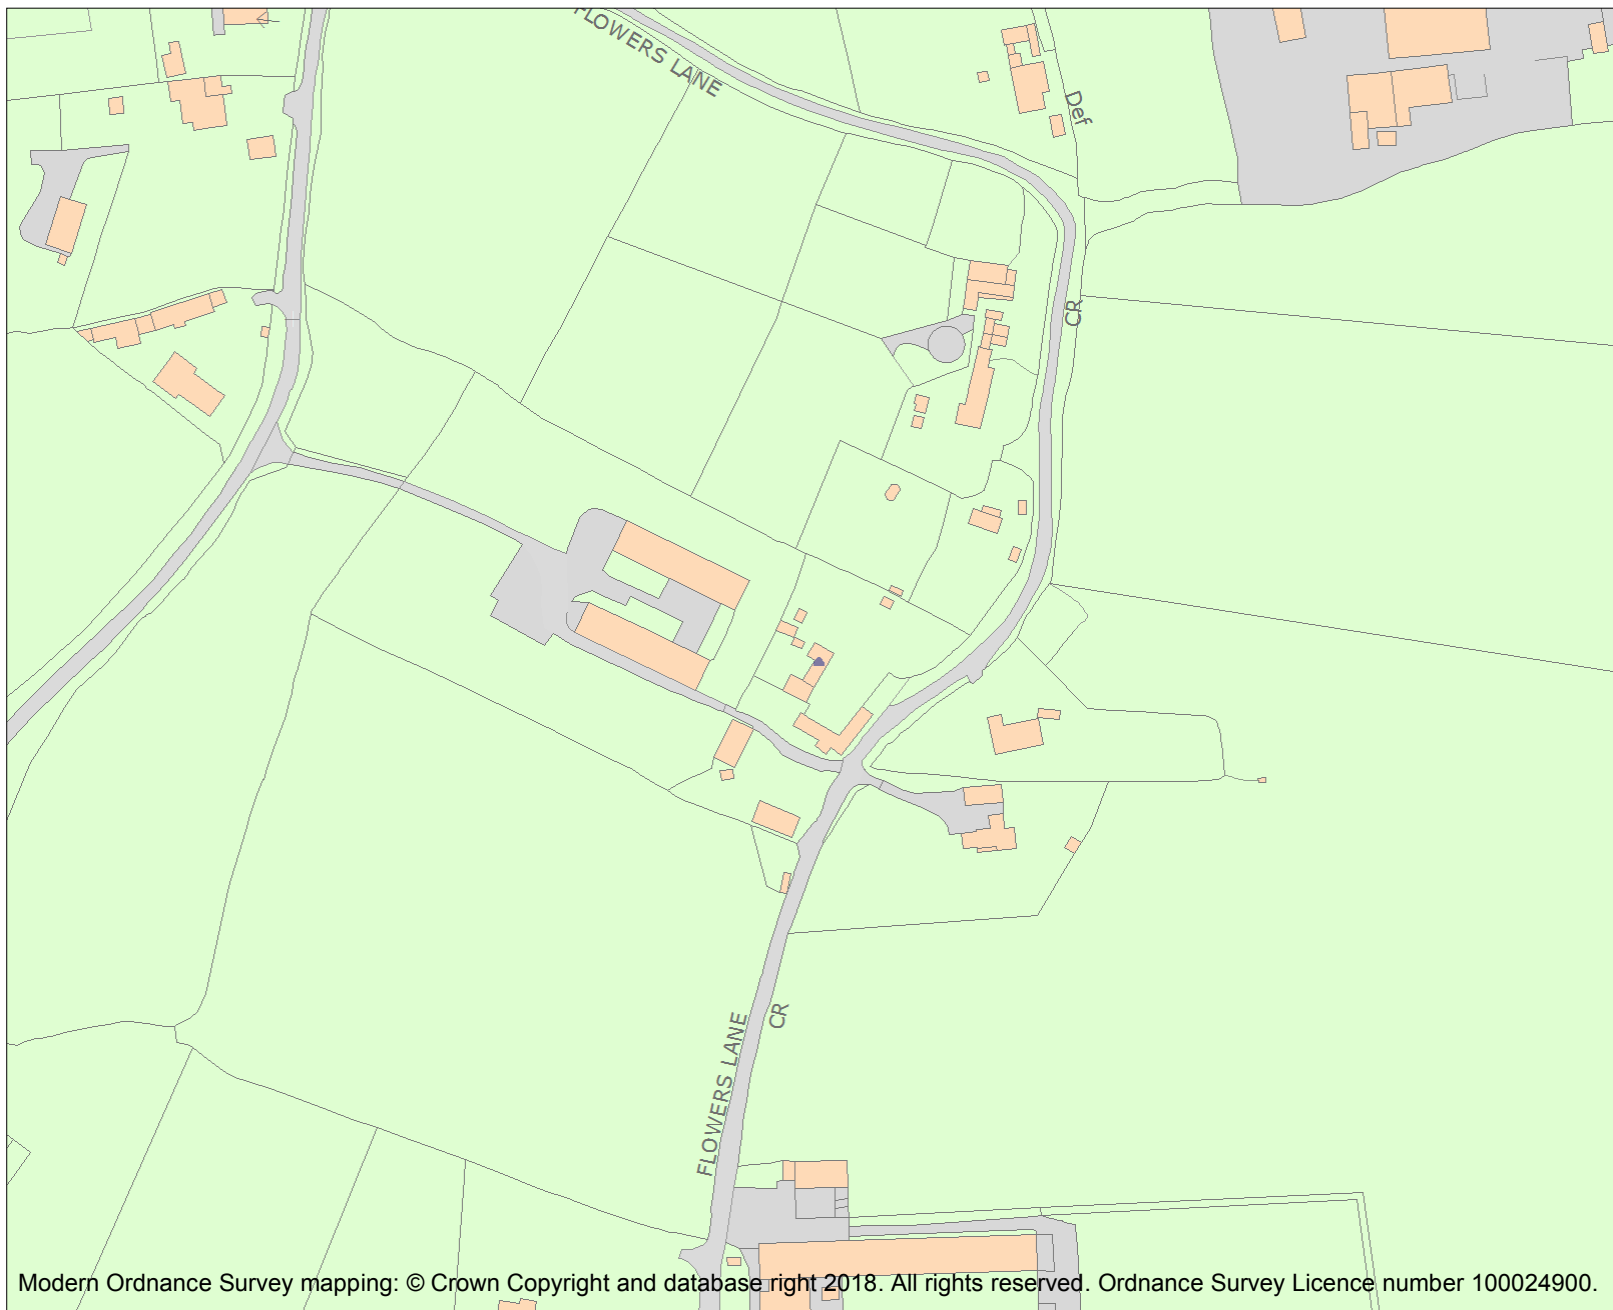 FLOWERS LANE
Def
CR
CR
FLOWERS LANE
Modern Ordnance Survey mapping: © Crown Copyright and database right 2018. All rights reserved. Ordnance Survey Licence number 100024900.